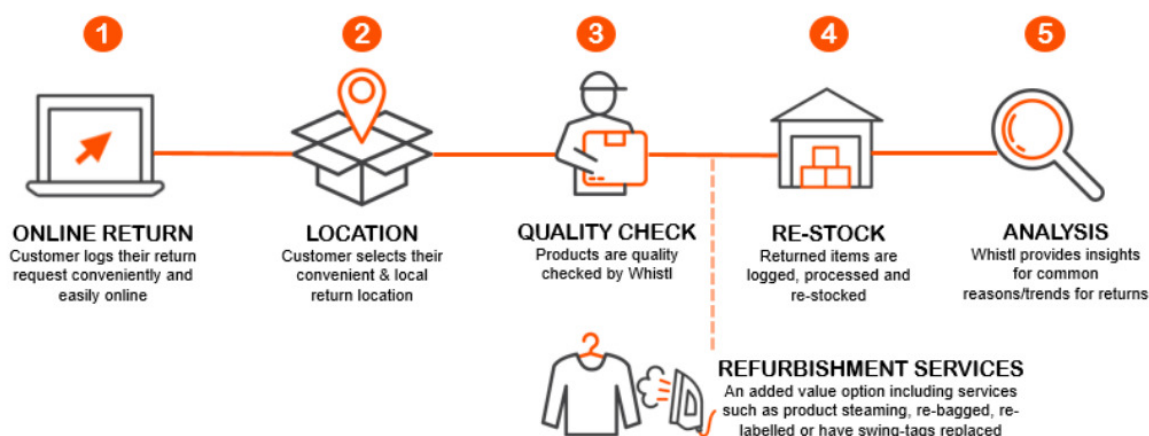 1
2
3
4
5
ONLINE RETURN
Customer logs their return
request conveniently and
easily online
LOCATION
Customer selects their
convenient & local
return location
QUALITY CHECK
Products are quality
checked by Whistl
RE-STOCK
Returned items are
logged, processed and
re-stocked
ANALYSIS
Whistl provides insights
for common
reasons/trends for returns
REFURBISHMENT SERVICES
An added value option including services
such as product steaming, re-bagged, re-
labelled or have swing-tags replaced